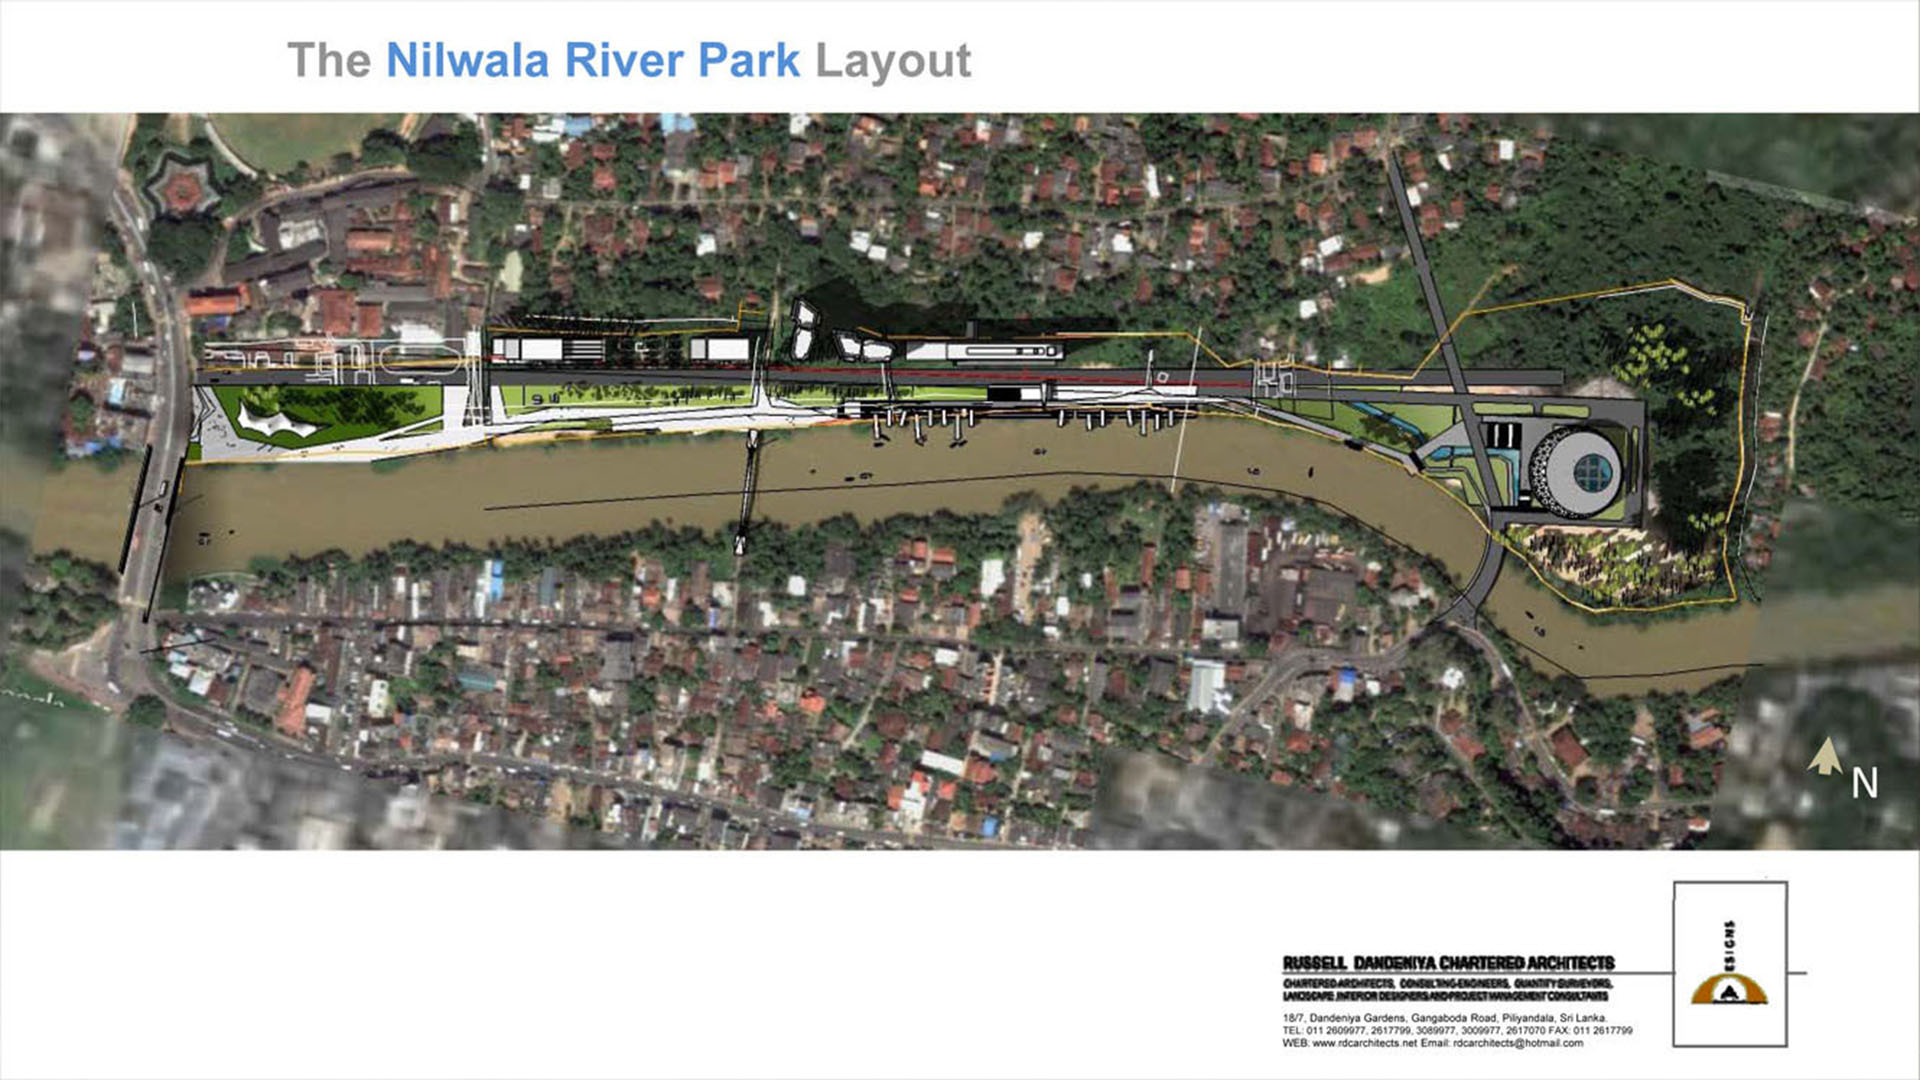 The Nilwala River Park Layout
N
ESIGNS
RUSSELL DANDENIYA CHARTERED ARCHITECTS
CHARTERED ARCHITECTS, CONSULTING ENGINEERS, QUANTITY SURVEYORS,
LANDSCAPE, INTERIOR DESIGNERS AND PROJECT MANAGEMENT CONSULTANTS
18/7, Dandeniya Gardens, Gangaboda Road, Piliyandala, Sri Lanka.
TEL: 011 2609977, 2617799, 3089977, 3009977, 2617070 FAX: 011 2617799
WEB: www.rdcarchitects.net Email: rdcarchitects@hotmail.com